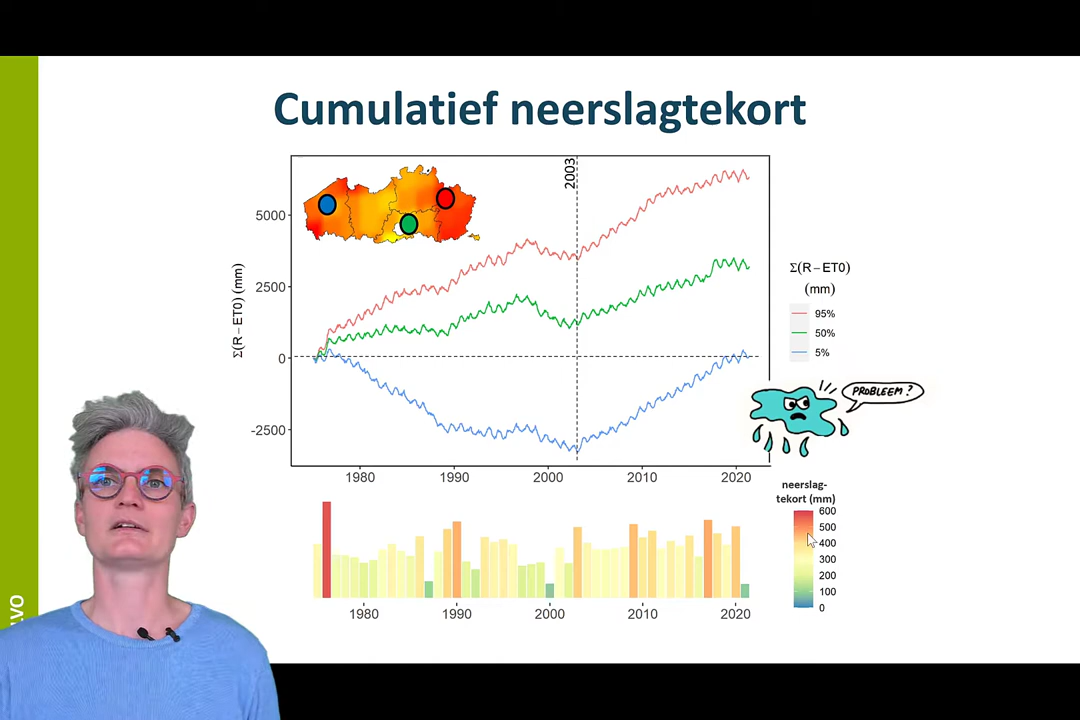 Cumulatief neerslagtekort
2003
5000
2500
0
-2500
Σ(R – ET0) (mm)
1980 1990 2000 2010 2020
Σ(R – ET0)
(mm)
95%
50%
5%
PROBLEEM?
neerslag-
tekort (mm)
600
500
400
300
200
100
0
1980 1990 2000 2010 2020